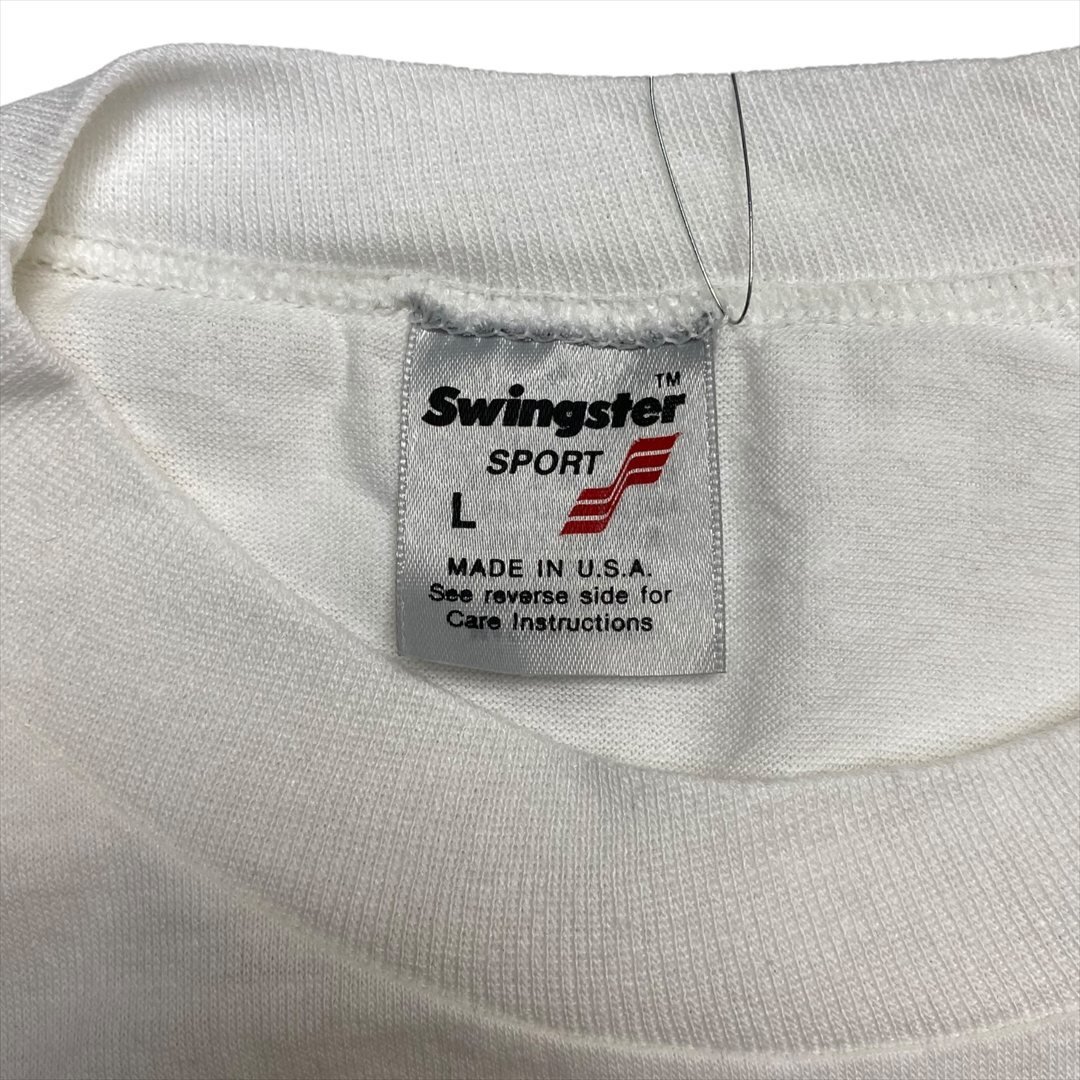 Swingster™
SPORT
L
MADE IN U.S.A.
See reverse side for
Care Instructions